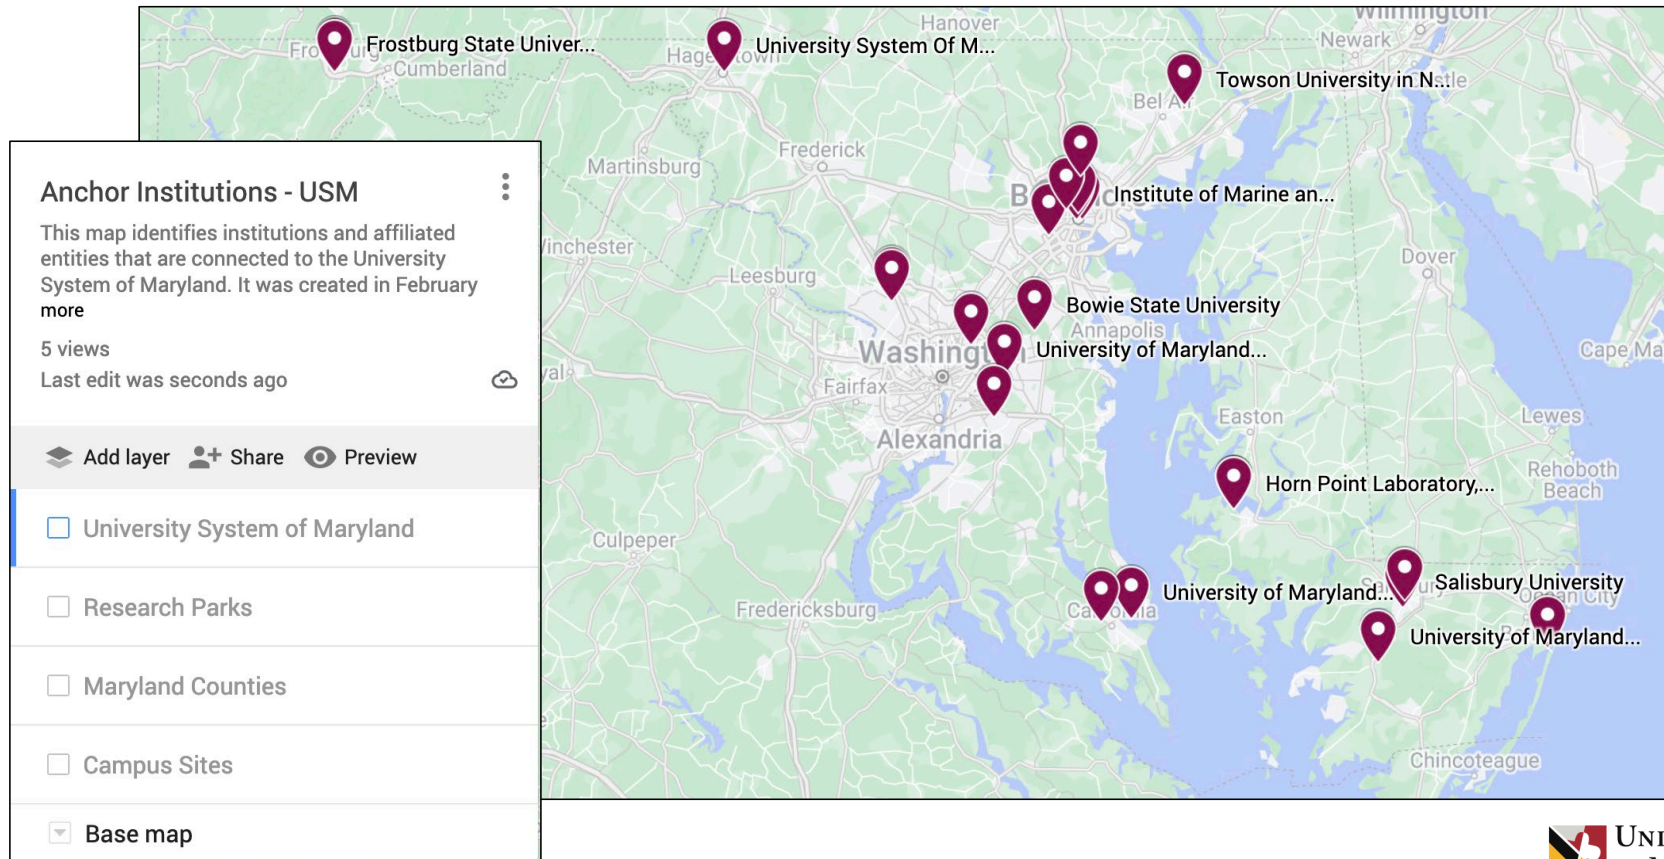 Hanover
Wilmington
Newark
Frostburg State Univer...
Cumberland
University System Of M...
Towson University in N...
Bel Air
Martinsburg
Frederick
Institute of Marine an...
Anchor Institutions - USM
This map identifies institutions and affiliated
entities that are connected to the University
System of Maryland. It was created in February
more
5 views
Last edit was seconds ago
Add layer
Share
Preview
University System of Maryland
Research Parks
Maryland Counties
Campus Sites
Base map
Leesburg
Dover
Bowie State University
Annapolis
University of Maryland...
Fairfax
Alexandria
Easton
Lewes
Rehoboth
Beach
Horn Point Laboratory,...
Culpeper
Fredericksburg
University of Maryland...
Salisbury University
University of Maryland...
Chincoteague